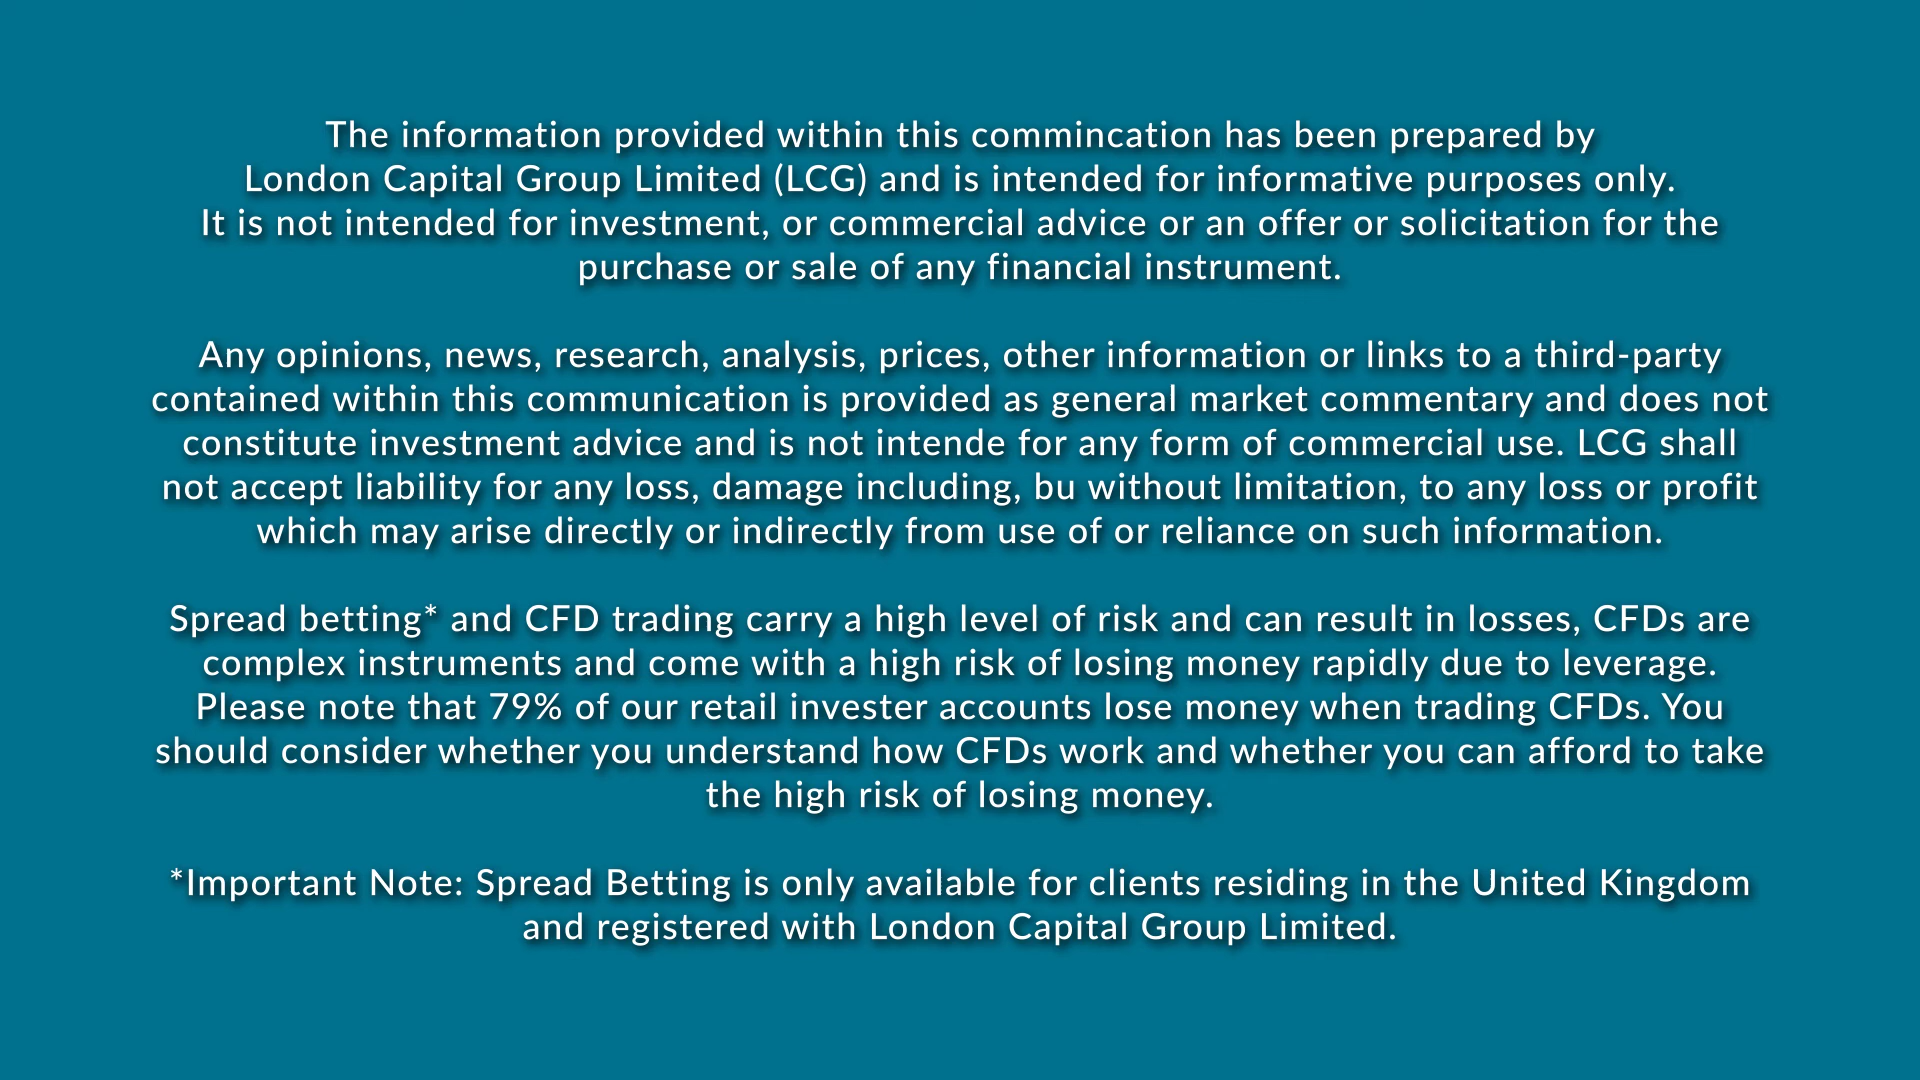 The information provided within this commincation has been prepared by
London Capital Group Limited (LCG) and is intended for informative purposes only.
It is not intended for investment, or commercial advice or an offer or solicitation for the
purchase or sale of any financial instrument.
Any opinions, news, research, analysis, prices, other information or links to a third-party
contained within this communication is provided as general market commentary and does not
constitute investment advice and is not intende for any form of commercial use. LCG shall
not accept liability for any loss, damage including, bu without limitation, to any loss or profit
which may arise directly or indirectly from use of or reliance on such information.
Spread betting* and CFD trading carry a high level of risk and can result in losses, CFDs are
complex instruments and come with a high risk of losing money rapidly due to leverage.
Please note that 79% of our retail invester accounts lose money when trading CFDs. You
should consider whether you understand how CFDs work and whether you can afford to take
the high risk of losing money.
*Important Note: Spread Betting is only available for clients residing in the United Kingdom
and registered with London Capital Group Limited.